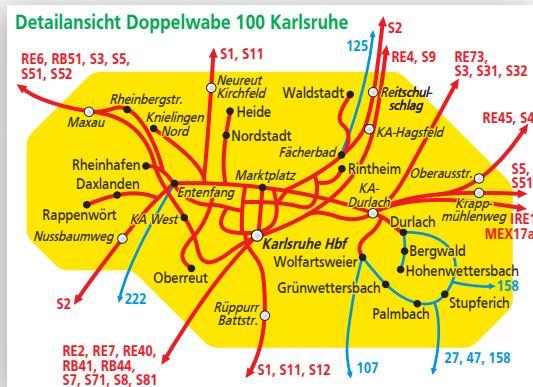 Detailansicht Doppelwabe 100 Karlsruhe
RE6, RB51, S3, S5,
S51, S52
S1, S11
125
S2
RE4, S9
RE73,
S3, S31, S32
RE45, S4
Rheinbergstr.
Maxau
Knielingen
Nord
Neureut
Kirchfeld
Heide
Nordstadt
Waldstadt
Reitschul-
schlag
KA-Hagsfeld
Fächerbad
Rintheim
Rheinhafen
Daxlanden
Rappenwört
Entenfang
Marktplatz
KA-
Durlach
Oberausstr.
S5,
S51
Krapp-
mühlenweg
IRE1
MEX17a
KA West
Nussbaumweg
Karlsruhe Hbf
Oberreut
Wolfartsweier
Durlach
Bergwald
Hohenwettersbach
Grünwettersbach
Palmbach
Stupferich
158
S2
222
Rüppurr
Battstr.
RE2, RE7, RE40,
RB41, RB44,
S7, S71, S8, S81
S1, S11, S12
107
27, 47, 158